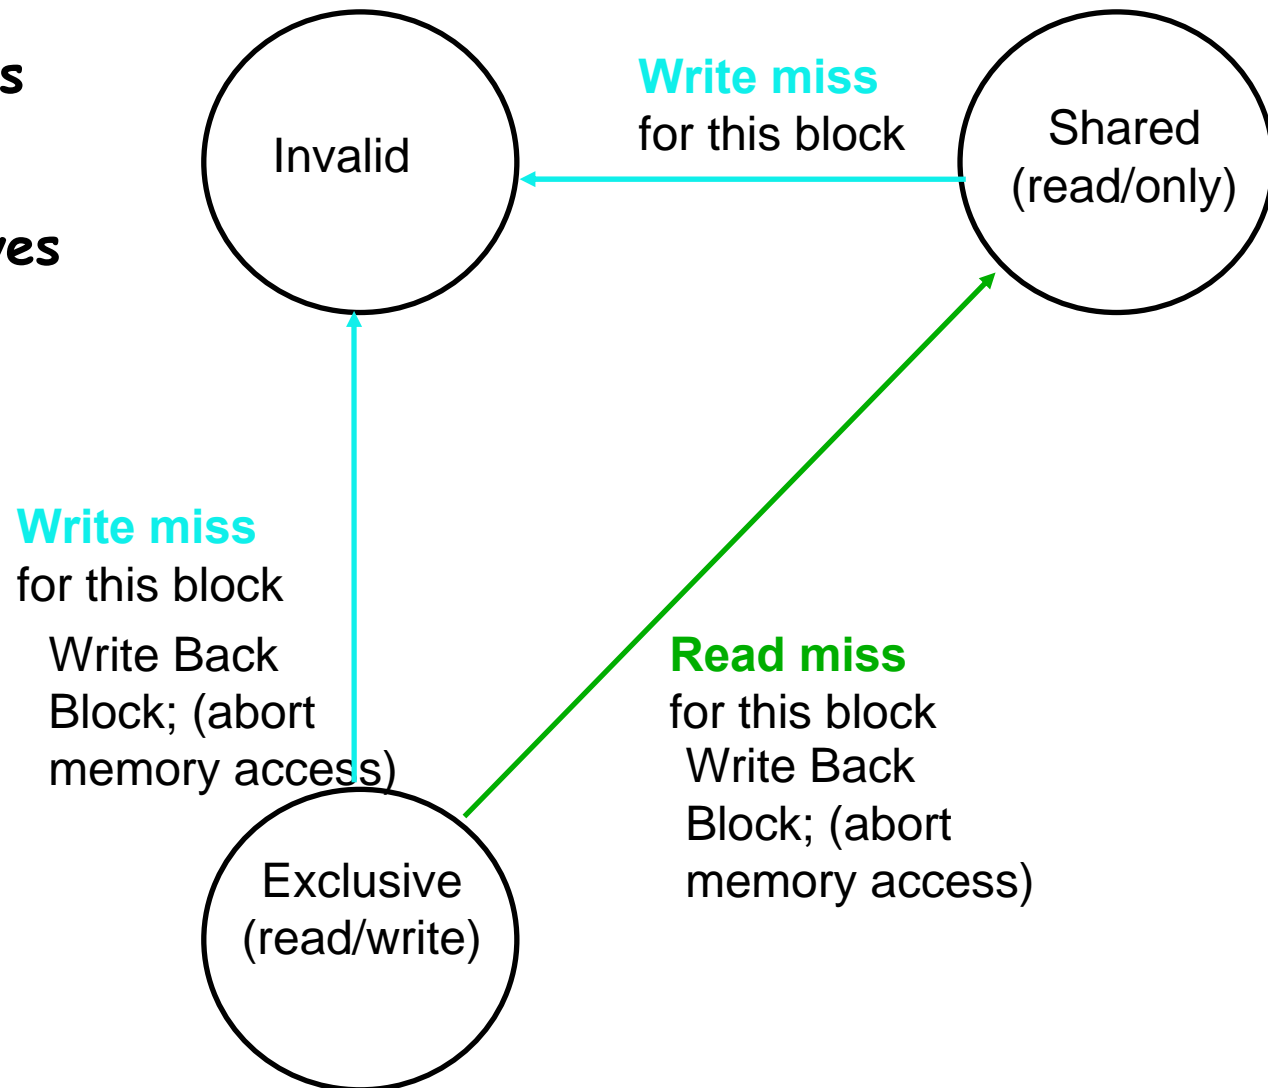 s
ves
Invalid
Write miss
for this block
Shared
(read/only)
Write miss
for this block
Write Back
Block; (abort
memory access)
Read miss
for this block
Write Back
Block; (abort
memory access)
Exclusive
(read/write)